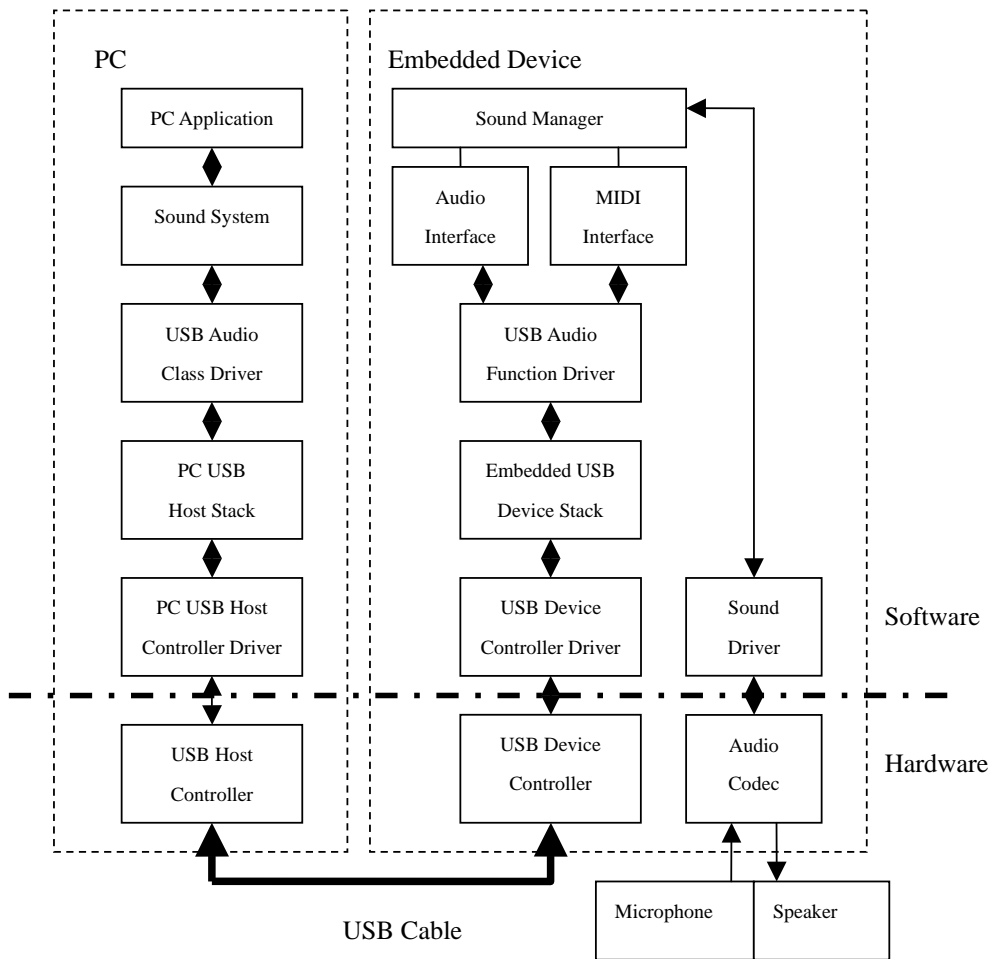 PC
PC Application
Sound System
USB Audio
Class Driver
PC USB
Host Stack
PC USB Host
Controller Driver
USB Host
Controller
Embedded Device
Sound Manager
Audio
Interface
MIDI
Interface
USB Audio
Function Driver
Embedded USB
Device Stack
USB Device
Controller Driver
USB Device
Controller
Sound
Driver
Audio
Codec
Software
Hardware
Microphone
Speaker
USB Cable